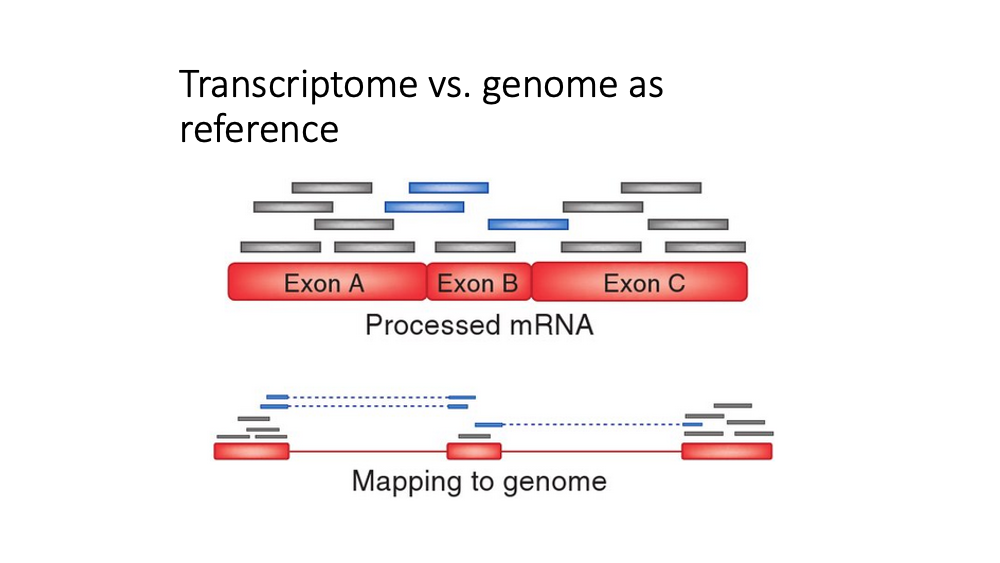 Transcriptome vs. genome as
reference
Exon A
Exon B
Exon C
Processed mRNA
Mapping to genome